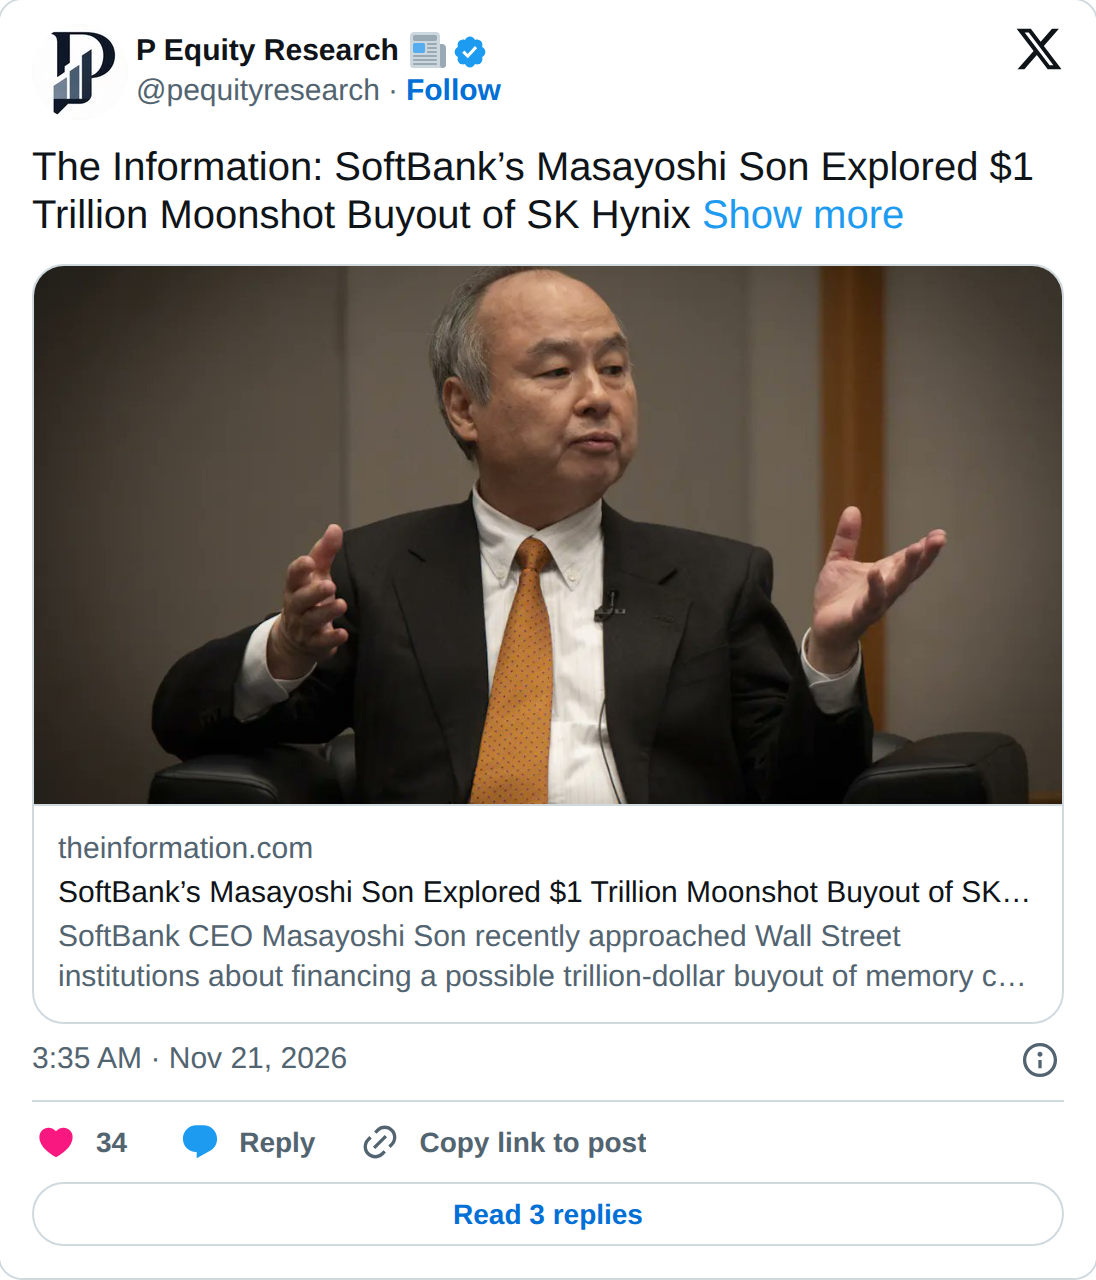 P Equity Research
@pequityresearch · Follow
The Information: SoftBank’s Masayoshi Son Explored $1
Trillion Moonshot Buyout of SK Hynix Show more
theinformation.com
SoftBank’s Masayoshi Son Explored $1 Trillion Moonshot Buyout of SK…
SoftBank CEO Masayoshi Son recently approached Wall Street
institutions about financing a possible trillion-dollar buyout of memory c…
3:35 AM · Nov 21, 2026
34 Reply Copy link to post
Read 3 replies